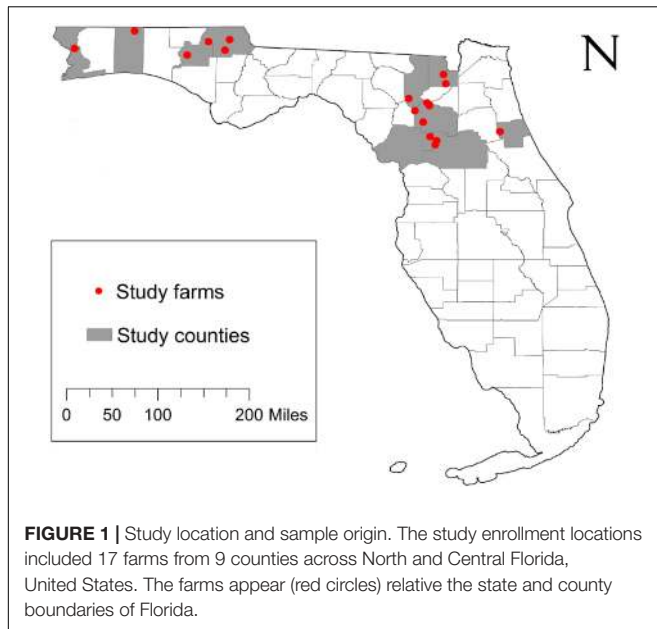 N
Study farms
Study counties
0 50 100 200 Miles
FIGURE 1 | Study location and sample origin. The study enrollment locations
included 17 farms from 9 counties across North and Central Florida,
United States. The farms appear (red circles) relative the state and county
boundaries of Florida.